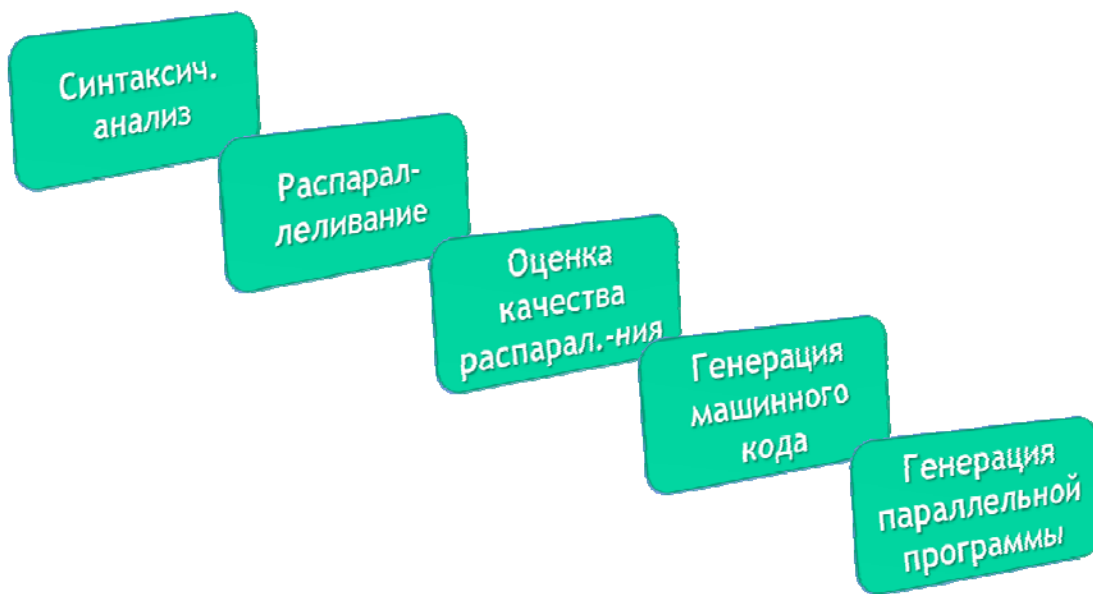 Синтаксич.
анализ
Распарал-
леливание
Оценка
качества
распарал.-ния
Генерация
машинного
кода
Генерация
параллельной
программы